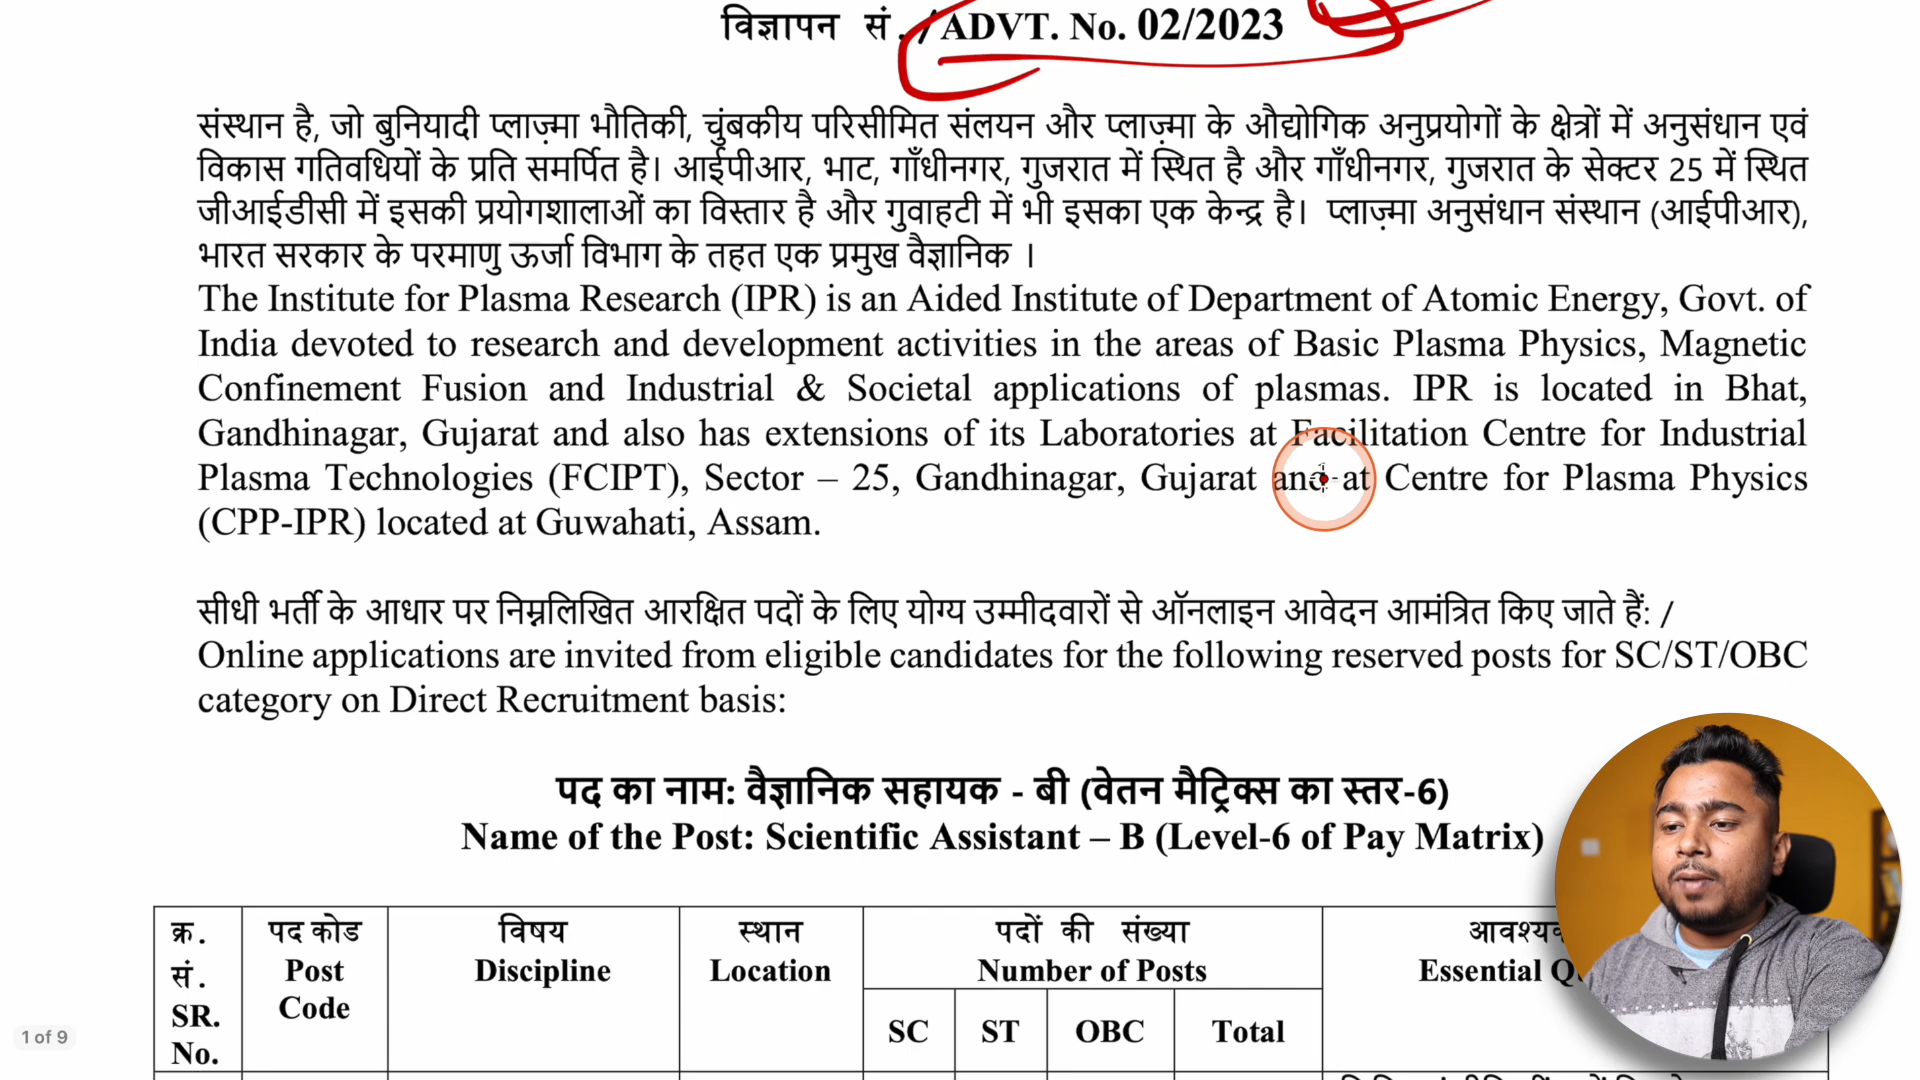 विज्ञापन सं. /ADVT. No. 02/2023
संस्थान है, जो बुनियादी प्लाज़्मा भौतिकी, चुंबकीय परिसीमित संलयन और प्लाज़्मा के औद्योगिक अनुप्रयोगों के क्षेत्रों में अनुसंधान एवं
विकास गतिवधियों के प्रति समर्पित है। आईपीआर, भाट, गाँधीनगर, गुजरात में स्थित है और गाँधीनगर, गुजरात के सेक्टर 25 में स्थित
जीआईडीसी में इसकी प्रयोगशालाओं का विस्तार है और गुवाहटी में भी इसका एक केन्द्र है। प्लाज़्मा अनुसंधान संस्थान (आईपीआर),
भारत सरकार के परमाणु ऊर्जा विभाग के तहत एक प्रमुख वैज्ञानिक ।
The Institute for Plasma Research (IPR) is an Aided Institute of Department of Atomic Energy, Govt. of
India devoted to research and development activities in the areas of Basic Plasma Physics, Magnetic
Confinement Fusion and Industrial & Societal applications of plasmas. IPR is located in Bhat,
Gandhinagar, Gujarat and also has extensions of its Laboratories at Facilitation Centre for Industrial
Plasma Technologies (FCIPT), Sector – 25, Gandhinagar, Gujarat and at Centre for Plasma Physics
(CPP-IPR) located at Guwahati, Assam.
सीधी भर्ती के आधार पर निम्नलिखित आरक्षित पदों के लिए योग्य उम्मीदवारों से ऑनलाइन आवेदन आमंत्रित किए जाते हैं: /
Online applications are invited from eligible candidates for the following reserved posts for SC/ST/OBC
category on Direct Recruitment basis:
पद का नाम: वैज्ञानिक सहायक - बी (वेतन मैट्रिक्स का स्तर-6)
Name of the Post: Scientific Assistant – B (Level-6 of Pay Matrix)
क्र.
सं.
SR.
No.
पद कोड
Post
Code
विषय
Discipline
स्थान
Location
पदों की संख्या
Number of Posts
SC ST OBC Total
Essential
1 of 9